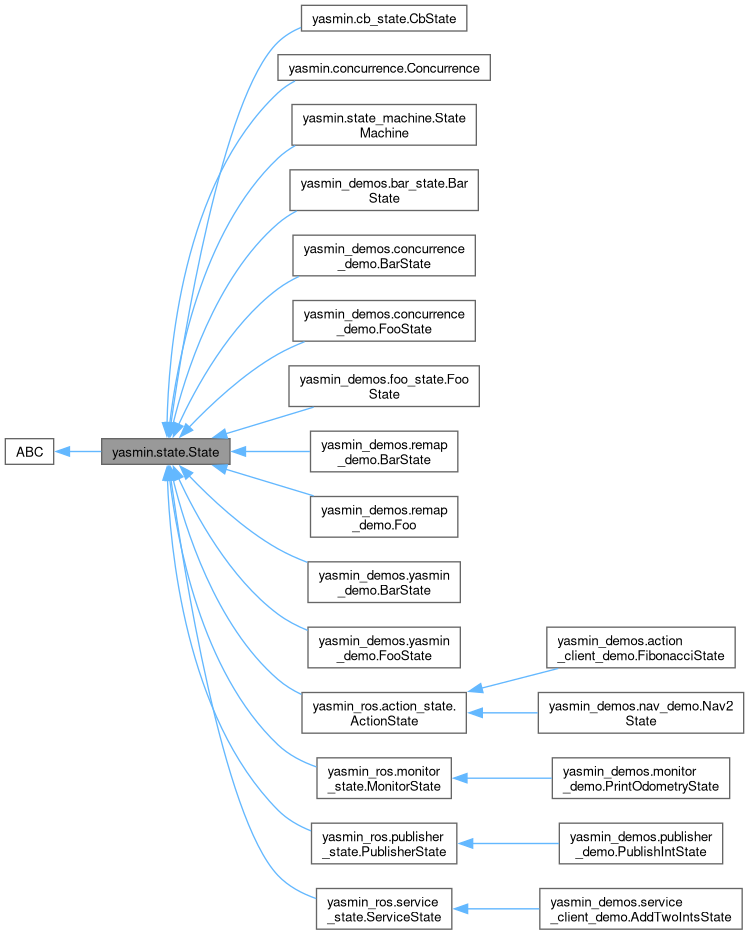 yasmin.cb_state.CbState
yasmin.concurrence.Concurrence
yasmin.state_machine.State
Machine
yasmin_demos.bar_state.Bar
State
yasmin_demos.concurrence
_demo.BarState
yasmin_demos.concurrence
_demo.FooState
yasmin_demos.foo_state.Foo
State
ABC
yasmin.state.State
yasmin_demos.remap
_demo.BarState
yasmin_demos.remap
_demo.Foo
yasmin_demos.yasmin
_demo.BarState
yasmin_demos.yasmin
_demo.FooState
yasmin_ros.action_state.
ActionState
yasmin_demos.action
_client_demo.FibonacciState
yasmin_demos.nav_demo.Nav2
State
yasmin_ros.monitor
_state.MonitorState
yasmin_demos.monitor
_demo.PrintOdometryState
yasmin_ros.publisher
_state.PublisherState
yasmin_demos.publisher
_demo.PublishIntState
yasmin_ros.service
_state.ServiceState
yasmin_demos.service
_client_demo.AddTwoIntsState